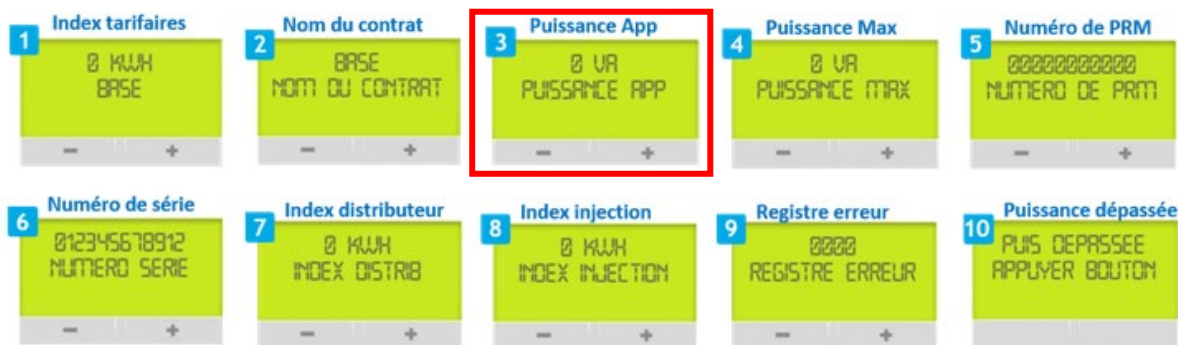 Index tarifaires
1
0 KWH
BASE
- +
Nom du contrat
2
BASE
NOM DU CONTRAT
- +
Puissance App
3
0 VA
PUISSANCE APP
- +
Puissance Max
4
0 VA
PUISSANCE MAX
- +
Numéro de PRM
5
00000000000
NUMERO DE PRM
- +
Numéro de série
6
012345678912
NUMERO SERIE
- +
Index distributeur
7
0 KWH
INDEX DISTRIB
- +
Index injection
8
0 KWH
INDEX INJECTION
- +
Registre erreur
9
0000
REGISTRE ERREUR
- +
Puissance dépassée
10
PUIS DEPASSEE
APPUYER BOUTON